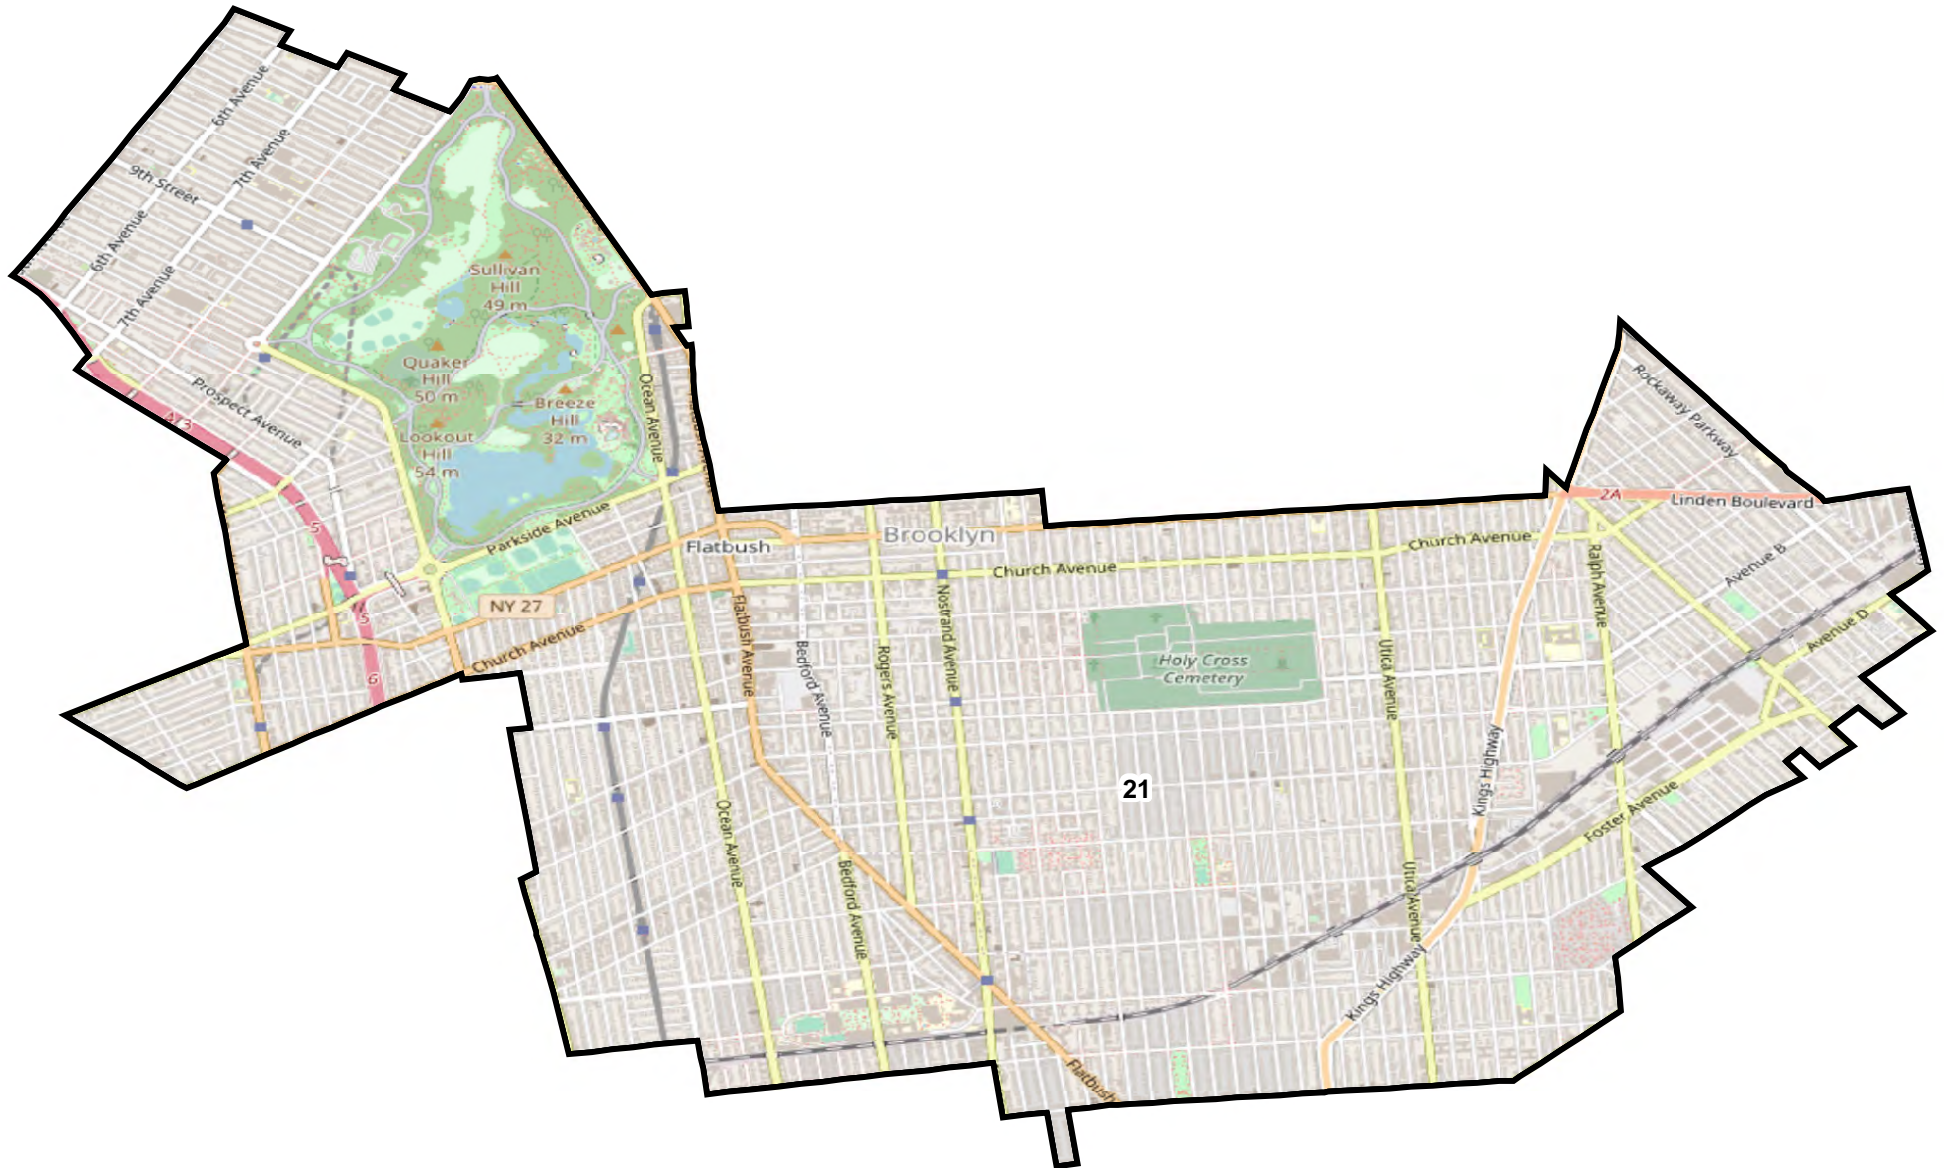 6th Avenue
7th Avenue
9th Street
6th Avenue
7th Avenue
Sullivan
Hill
49 m
Quaker
Hill
50 m
Breeze
Hill
32 m
Lookout
Hill
54 m
Prospect Avenue
Ocean Avenue
Rockaway Parkway
5
2A
Linden Boulevard
Parkside Avenue
Flatbush
Brooklyn
Church Avenue
Church Avenue
Ralph Avenue
Avenue B
NY 27
5
Church Avenue
Flatbush Avenue
Nostrand Avenue
Avenue D
6
Bedford Avenue
Rogers Avenue
Holy Cross
Cemetery
Utica Avenue
Kings Highway
21
Ocean Avenue
Foster Avenue
Bedford Avenue
Utica Avenue
Kings Highway
Flatbush